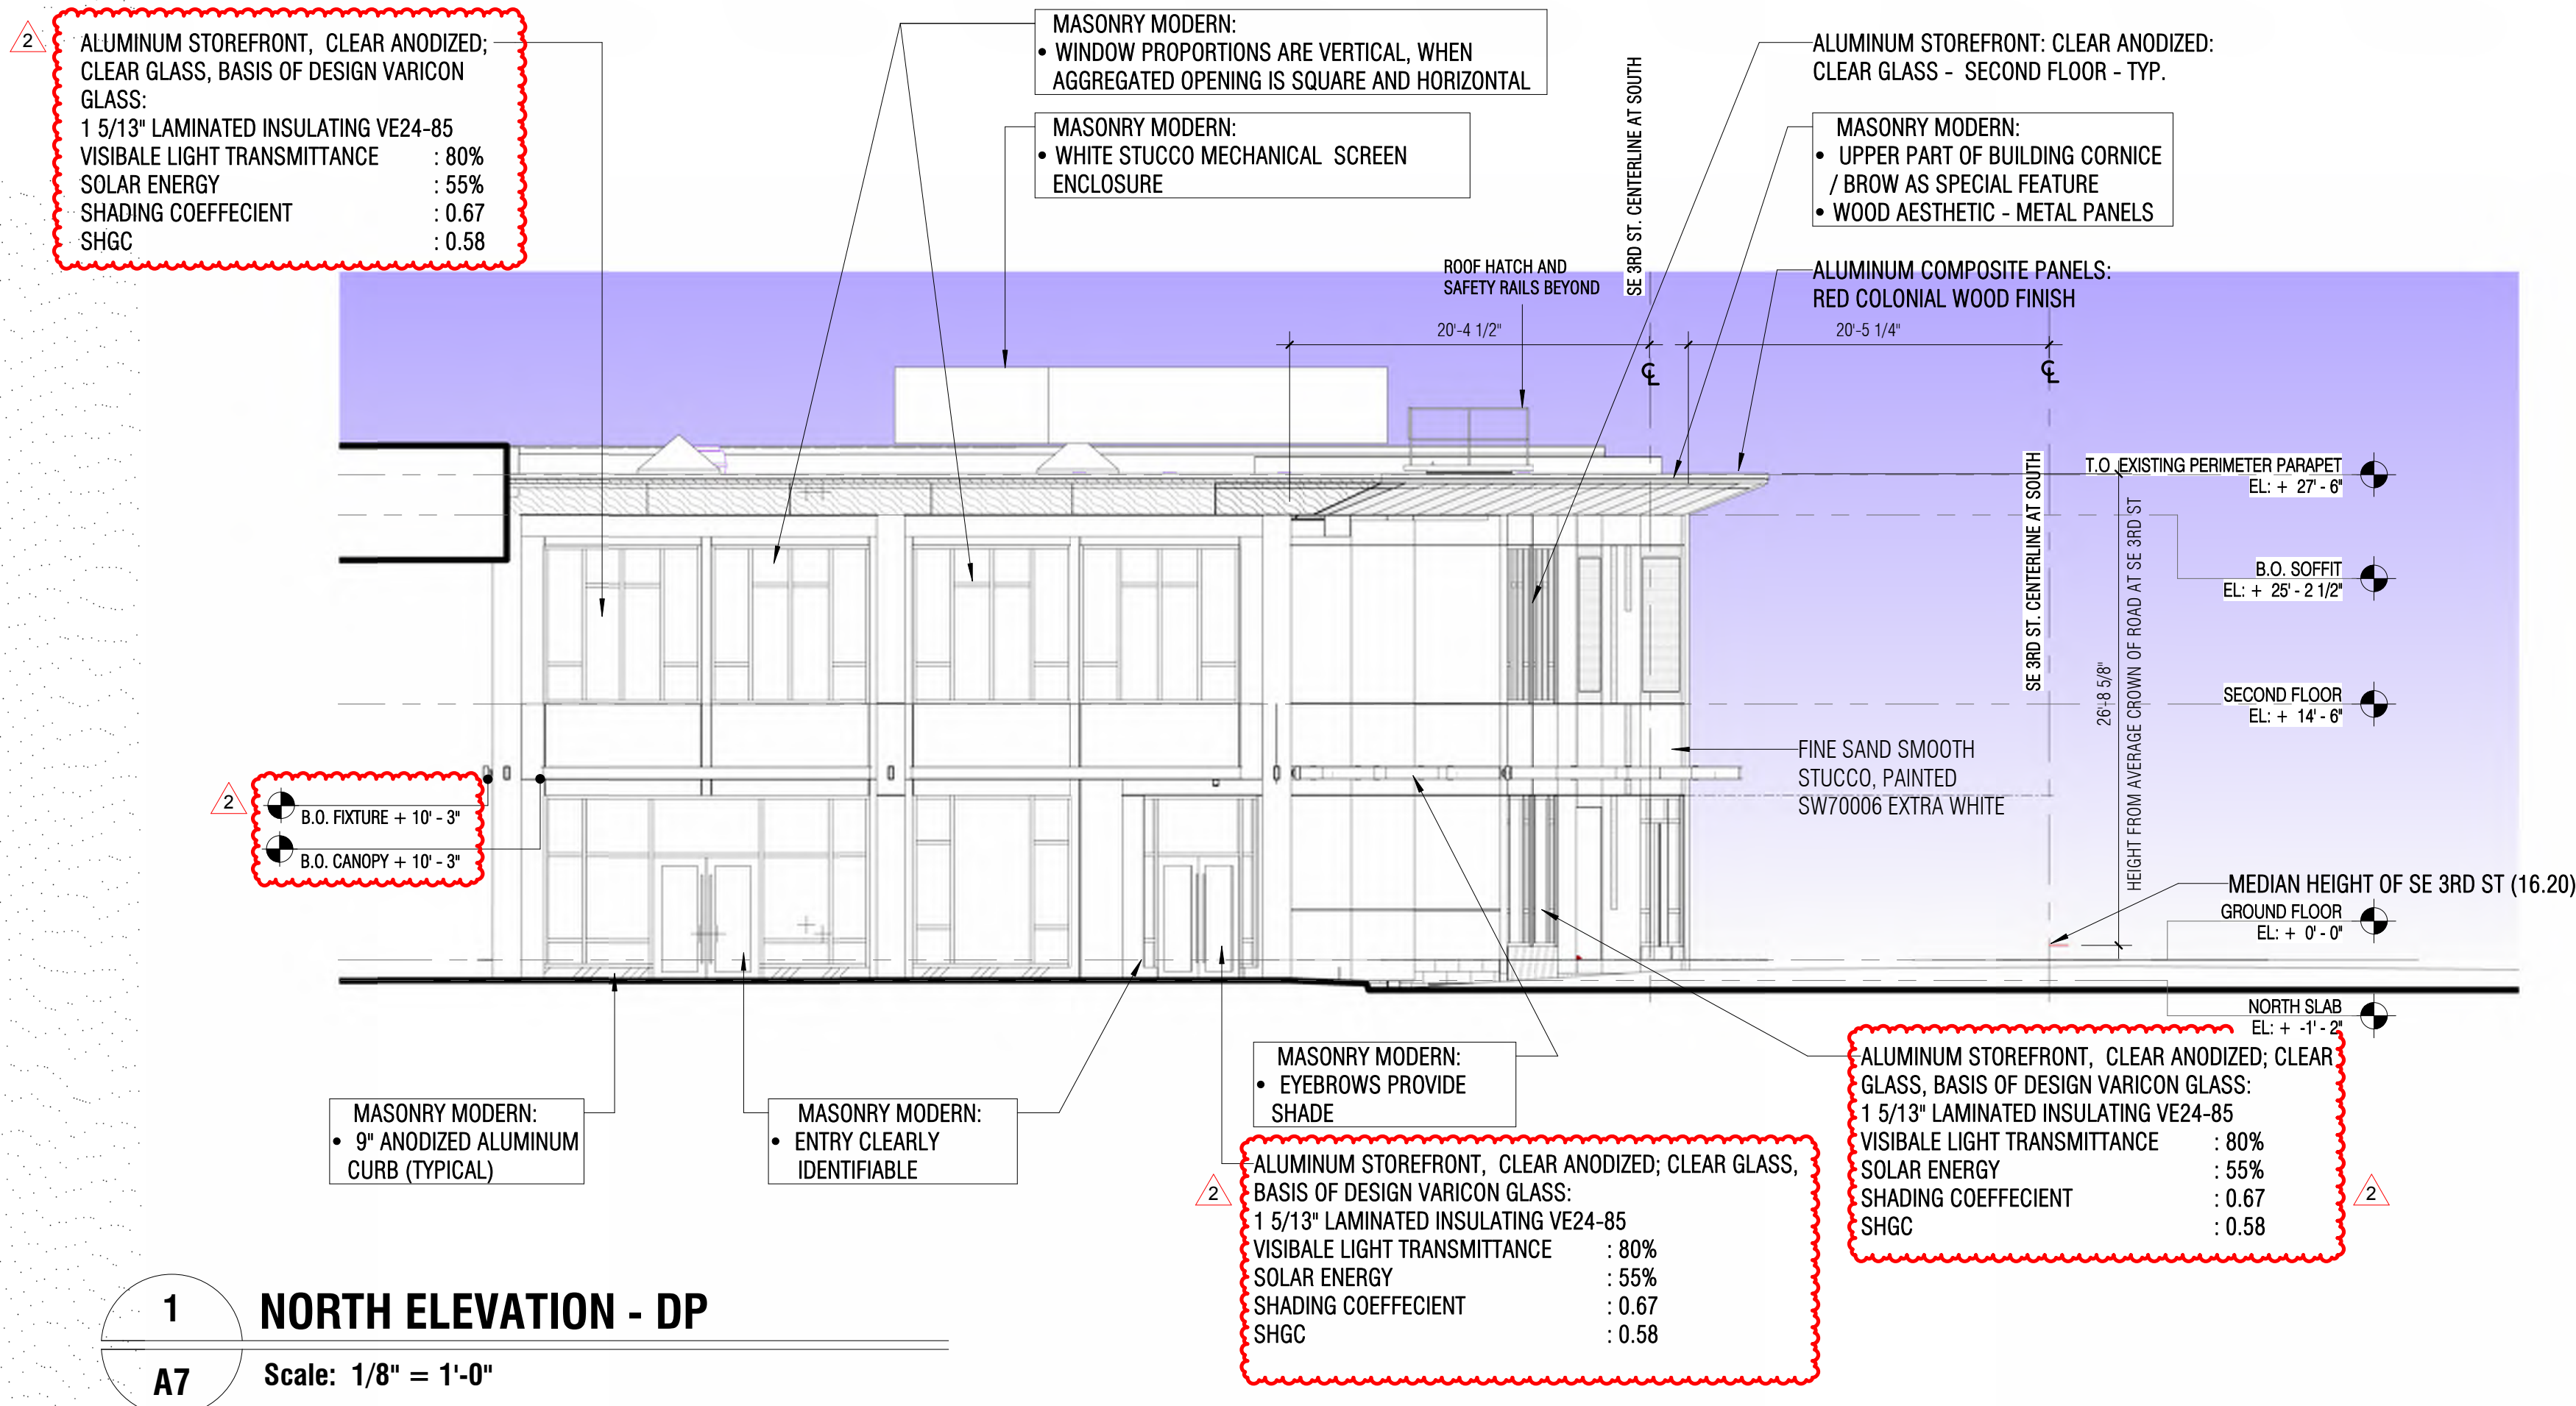 2
ALUMINUM STOREFRONT, CLEAR ANODIZED;
CLEAR GLASS, BASIS OF DESIGN VARICON
GLASS:
1 5/13" LAMINATED INSULATING VE24-85
VISIBALE LIGHT TRANSMITTANCE : 80%
SOLAR ENERGY : 55%
SHADING COEFFECIENT : 0.67
SHGC : 0.58
MASONRY MODERN:
• WINDOW PROPORTIONS ARE VERTICAL, WHEN
AGGREGATED OPENING IS SQUARE AND HORIZONTAL
MASONRY MODERN:
• WHITE STUCCO MECHANICAL SCREEN
ENCLOSURE
SE 3RD ST. CENTERLINE AT SOUTH
ALUMINUM STOREFRONT: CLEAR ANODIZED:
CLEAR GLASS - SECOND FLOOR - TYP.
MASONRY MODERN:
• UPPER PART OF BUILDING CORNICE
/ BROW AS SPECIAL FEATURE
• WOOD AESTHETIC - METAL PANELS
ROOF HATCH AND
SAFETY RAILS BEYOND
ALUMINUM COMPOSITE PANELS:
RED COLONIAL WOOD FINISH
20'-4 1/2"
20'-5 1/4"
℄
℄
T.O. EXISTING PERIMETER PARAPET
EL: + 27' - 6"
B.O. SOFFIT
EL: + 25' - 2 1/2"
SE 3RD ST. CENTERLINE AT SOUTH
26'-8 5/8"
HEIGHT FROM AVERAGE CROWN OF ROAD AT SE 3RD ST
SECOND FLOOR
EL: + 14' - 6"
FINE SAND SMOOTH
STUCCO, PAINTED
SW70006 EXTRA WHITE
2
B.O. FIXTURE + 10' - 3"
B.O. CANOPY + 10' - 3"
MEDIAN HEIGHT OF SE 3RD ST (16.20)
GROUND FLOOR
EL: + 0' - 0"
NORTH SLAB
EL: + -1' - 2"
MASONRY MODERN:
• 9" ANODIZED ALUMINUM
CURB (TYPICAL)
MASONRY MODERN:
• ENTRY CLEARLY
IDENTIFIABLE
MASONRY MODERN:
• EYEBROWS PROVIDE
SHADE
ALUMINUM STOREFRONT, CLEAR ANODIZED; CLEAR
GLASS, BASIS OF DESIGN VARICON GLASS:
1 5/13" LAMINATED INSULATING VE24-85
VISIBALE LIGHT TRANSMITTANCE : 80%
SOLAR ENERGY : 55%
SHADING COEFFECIENT : 0.67
SHGC : 0.58
2
2
ALUMINUM STOREFRONT, CLEAR ANODIZED; CLEAR GLASS,
BASIS OF DESIGN VARICON GLASS:
1 5/13" LAMINATED INSULATING VE24-85
VISIBALE LIGHT TRANSMITTANCE : 80%
SOLAR ENERGY : 55%
SHADING COEFFECIENT : 0.67
SHGC : 0.58
1
NORTH ELEVATION - DP
A7
Scale: 1/8" = 1'-0"